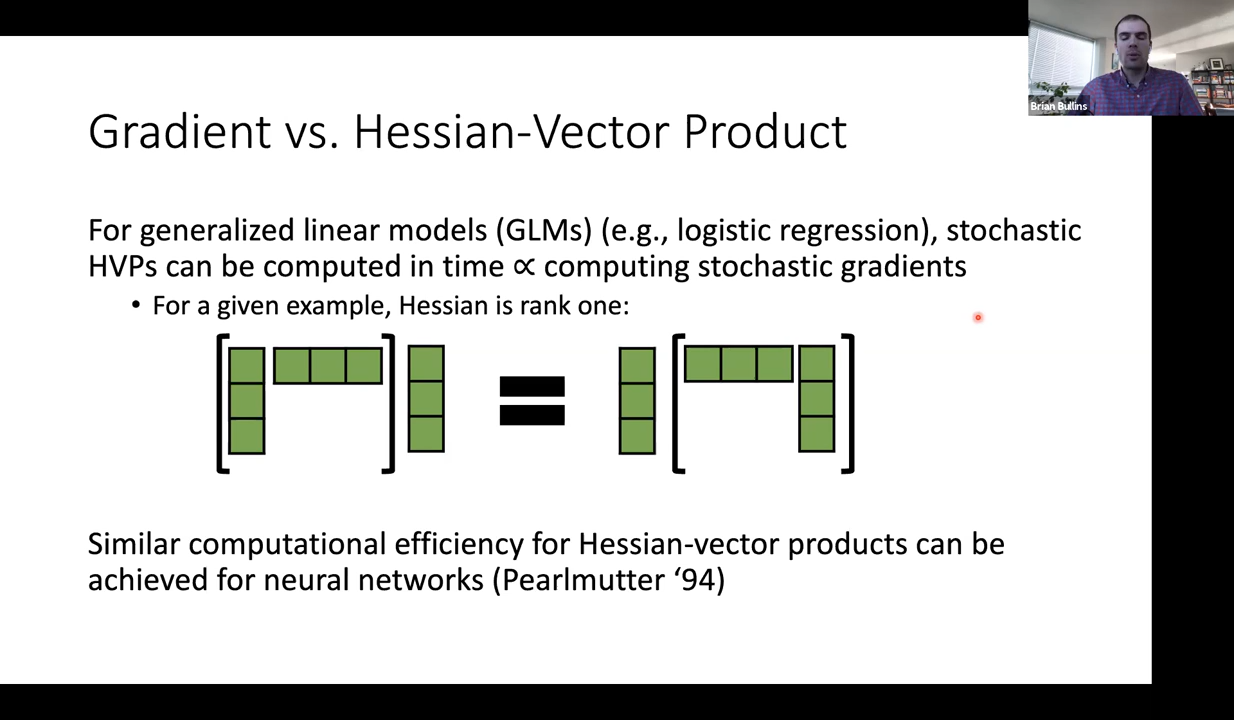 Brian Bullins
Gradient vs. Hessian-Vector Product
For generalized linear models (GLMs) (e.g., logistic regression), stochastic
HVPs can be computed in time ∝ computing stochastic gradients
• For a given example, Hessian is rank one:
Similar computational efficiency for Hessian-vector products can be
achieved for neural networks (Pearlmutter ‘94)